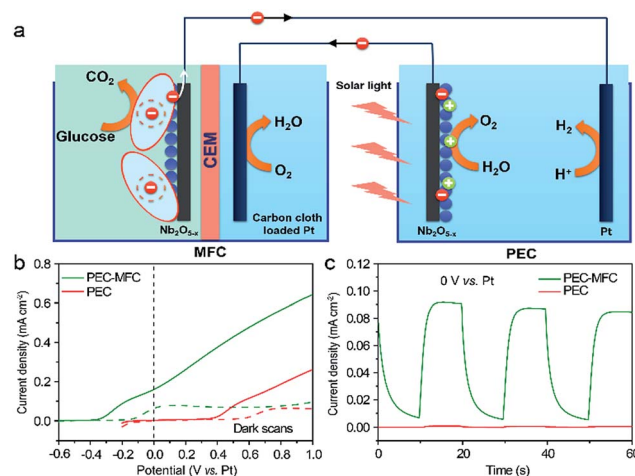 a
CO2
Glucose
Nb2O5-x
CEM
H2O
O2
Carbon cloth
loaded Pt
MFC
Solar light
Nb2O5-x
O2
H2O
H2
H+
Pt
PEC
b
PEC-MFC
PEC
Dark scans
Current density (mA cm-2)
0.8
0.6
0.4
0.2
0.0
-0.6 -0.4 -0.2 0.0 0.2 0.4 0.6 0.8 1.0
Potential (V vs. Pt)
c
0 V vs. Pt
PEC-MFC
PEC
Current density (mA cm-2)
0.12
0.10
0.08
0.06
0.04
0.02
0.00
0 20 40 60
Time (s)